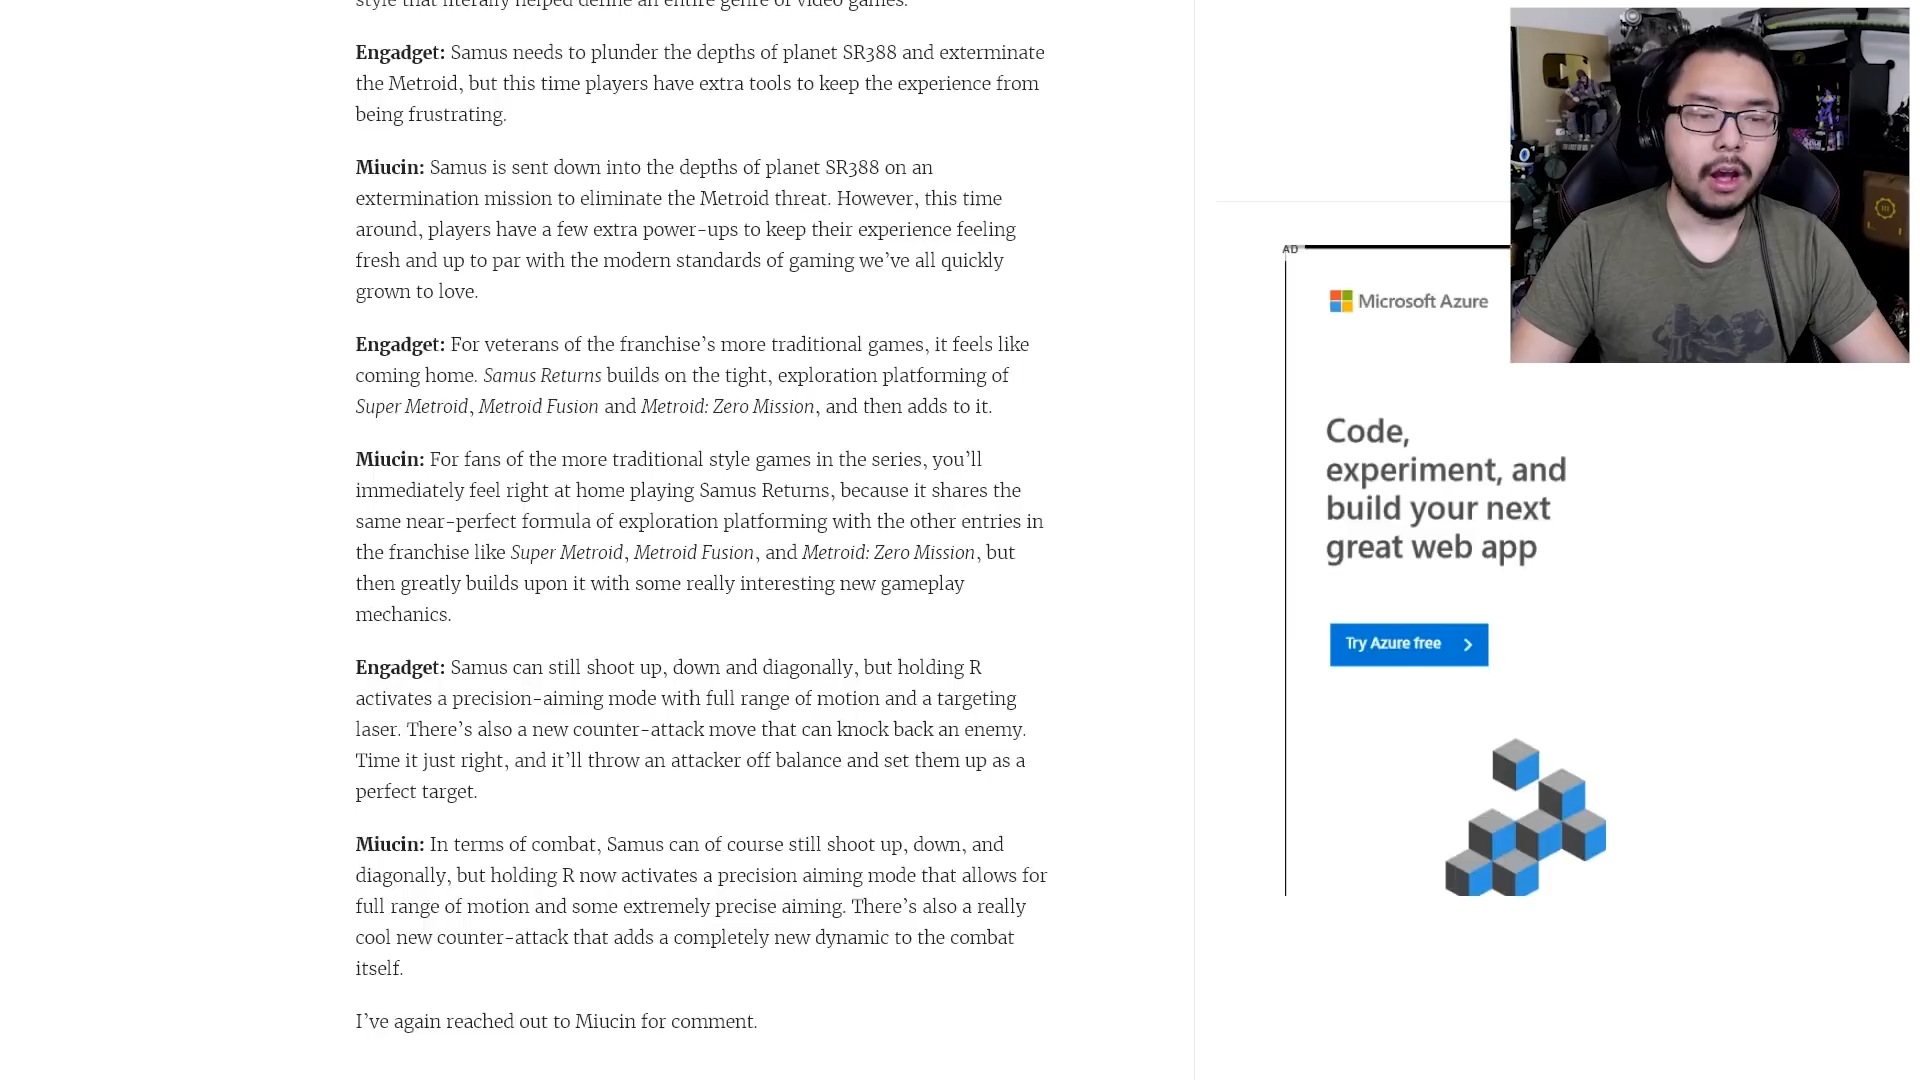 style that literally helped define an entire genre of video games.
Engadget: Samus needs to plunder the depths of planet SR388 and exterminate
the Metroid, but this time players have extra tools to keep the experience from
being frustrating.
Miucin: Samus is sent down into the depths of planet SR388 on an
extermination mission to eliminate the Metroid threat. However, this time
around, players have a few extra power-ups to keep their experience feeling
fresh and up to par with the modern standards of gaming we’ve all quickly
grown to love.
Engadget: For veterans of the franchise’s more traditional games, it feels like
coming home. Samus Returns builds on the tight, exploration platforming of
Super Metroid, Metroid Fusion and Metroid: Zero Mission, and then adds to it.
Miucin: For fans of the more traditional style games in the series, you’ll
immediately feel right at home playing Samus Returns, because it shares the
same near-perfect formula of exploration platforming with the other entries in
the franchise like Super Metroid, Metroid Fusion, and Metroid: Zero Mission, but
then greatly builds upon it with some really interesting new gameplay
mechanics.
Engadget: Samus can still shoot up, down and diagonally, but holding R
activates a precision-aiming mode with full range of motion and a targeting
laser. There’s also a new counter-attack move that can knock back an enemy.
Time it just right, and it’ll throw an attacker off balance and set them up as a
perfect target.
Miucin: In terms of combat, Samus can of course still shoot up, down, and
diagonally, but holding R now activates a precision aiming mode that allows for
full range of motion and some extremely precise aiming. There’s also a really
cool new counter-attack that adds a completely new dynamic to the combat
itself.
I’ve again reached out to Miucin for comment.
AD
Microsoft Azure
Code,
experiment, and
build your next
great web app
Try Azure free